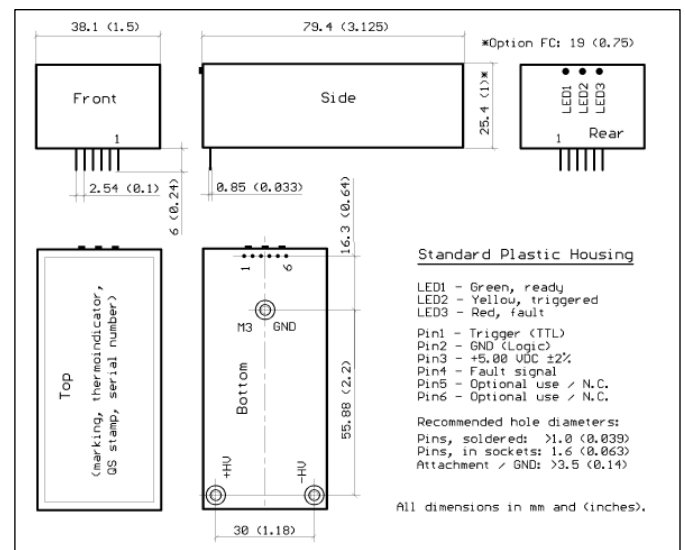 38.1 (1.5)
79.4 (3.125)
*Option FC: 19 (0.75)
Front
1
Side
25.4 (1)*
LED1
LED2
LED3
1
Rear
2.54 (0.1)
6 (0.24)
0.85 (0.033)
16.3 (0.64)
Top
(marking, thermoindicator,
QS stamp, serial number)
1
6
M3
GND
Bottom
+HV
-HV
55.88 (2.2)
30 (1.18)
Standard Plastic Housing
LED1 - Green, ready
LED2 - Yellow, triggered
LED3 - Red, fault
Pin1 - Trigger (TTL)
Pin2 - GND (Logic)
Pin3 - +5.00 VDC ±2%
Pin4 - Fault signal
Pin5 - Optional use / N.C.
Pin6 - Optional use / N.C.
Recommended hole diameters:
Pins, soldered: >1.0 (0.039)
Pins, in sockets: 1.6 (0.063)
Attachment / GND: >3.5 (0.14)
All dimensions in mm and (inches).